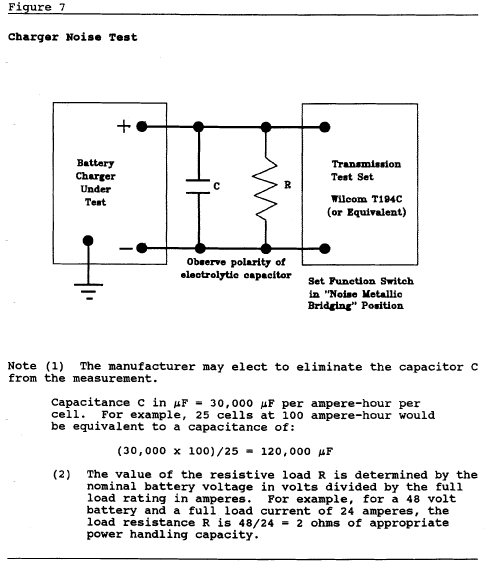 Figure 7
Charger Noise Test
+
Battery
Charger
Under
Test
C
R
Transmission
Test Set
Wilcom T194C
(or Equivalent)
−
Observe polarity of
electrolytic capacitor
Set Function Switch
in "Noise Metallic
Bridging" Position
Note (1) The manufacturer may elect to eliminate the capacitor C
from the measurement.
Capacitance C in µF = 30,000 µF per ampere-hour per
cell. For example, 25 cells at 100 ampere-hour would
be equivalent to a capacitance of:
(30,000 x 100)/25 = 120,000 µF
(2) The value of the resistive load R is determined by the
nominal battery voltage in volts divided by the full
load rating in amperes. For example, for a 48 volt
battery and a full load current of 24 amperes, the
load resistance R is 48/24 = 2 ohms of appropriate
power handling capacity.